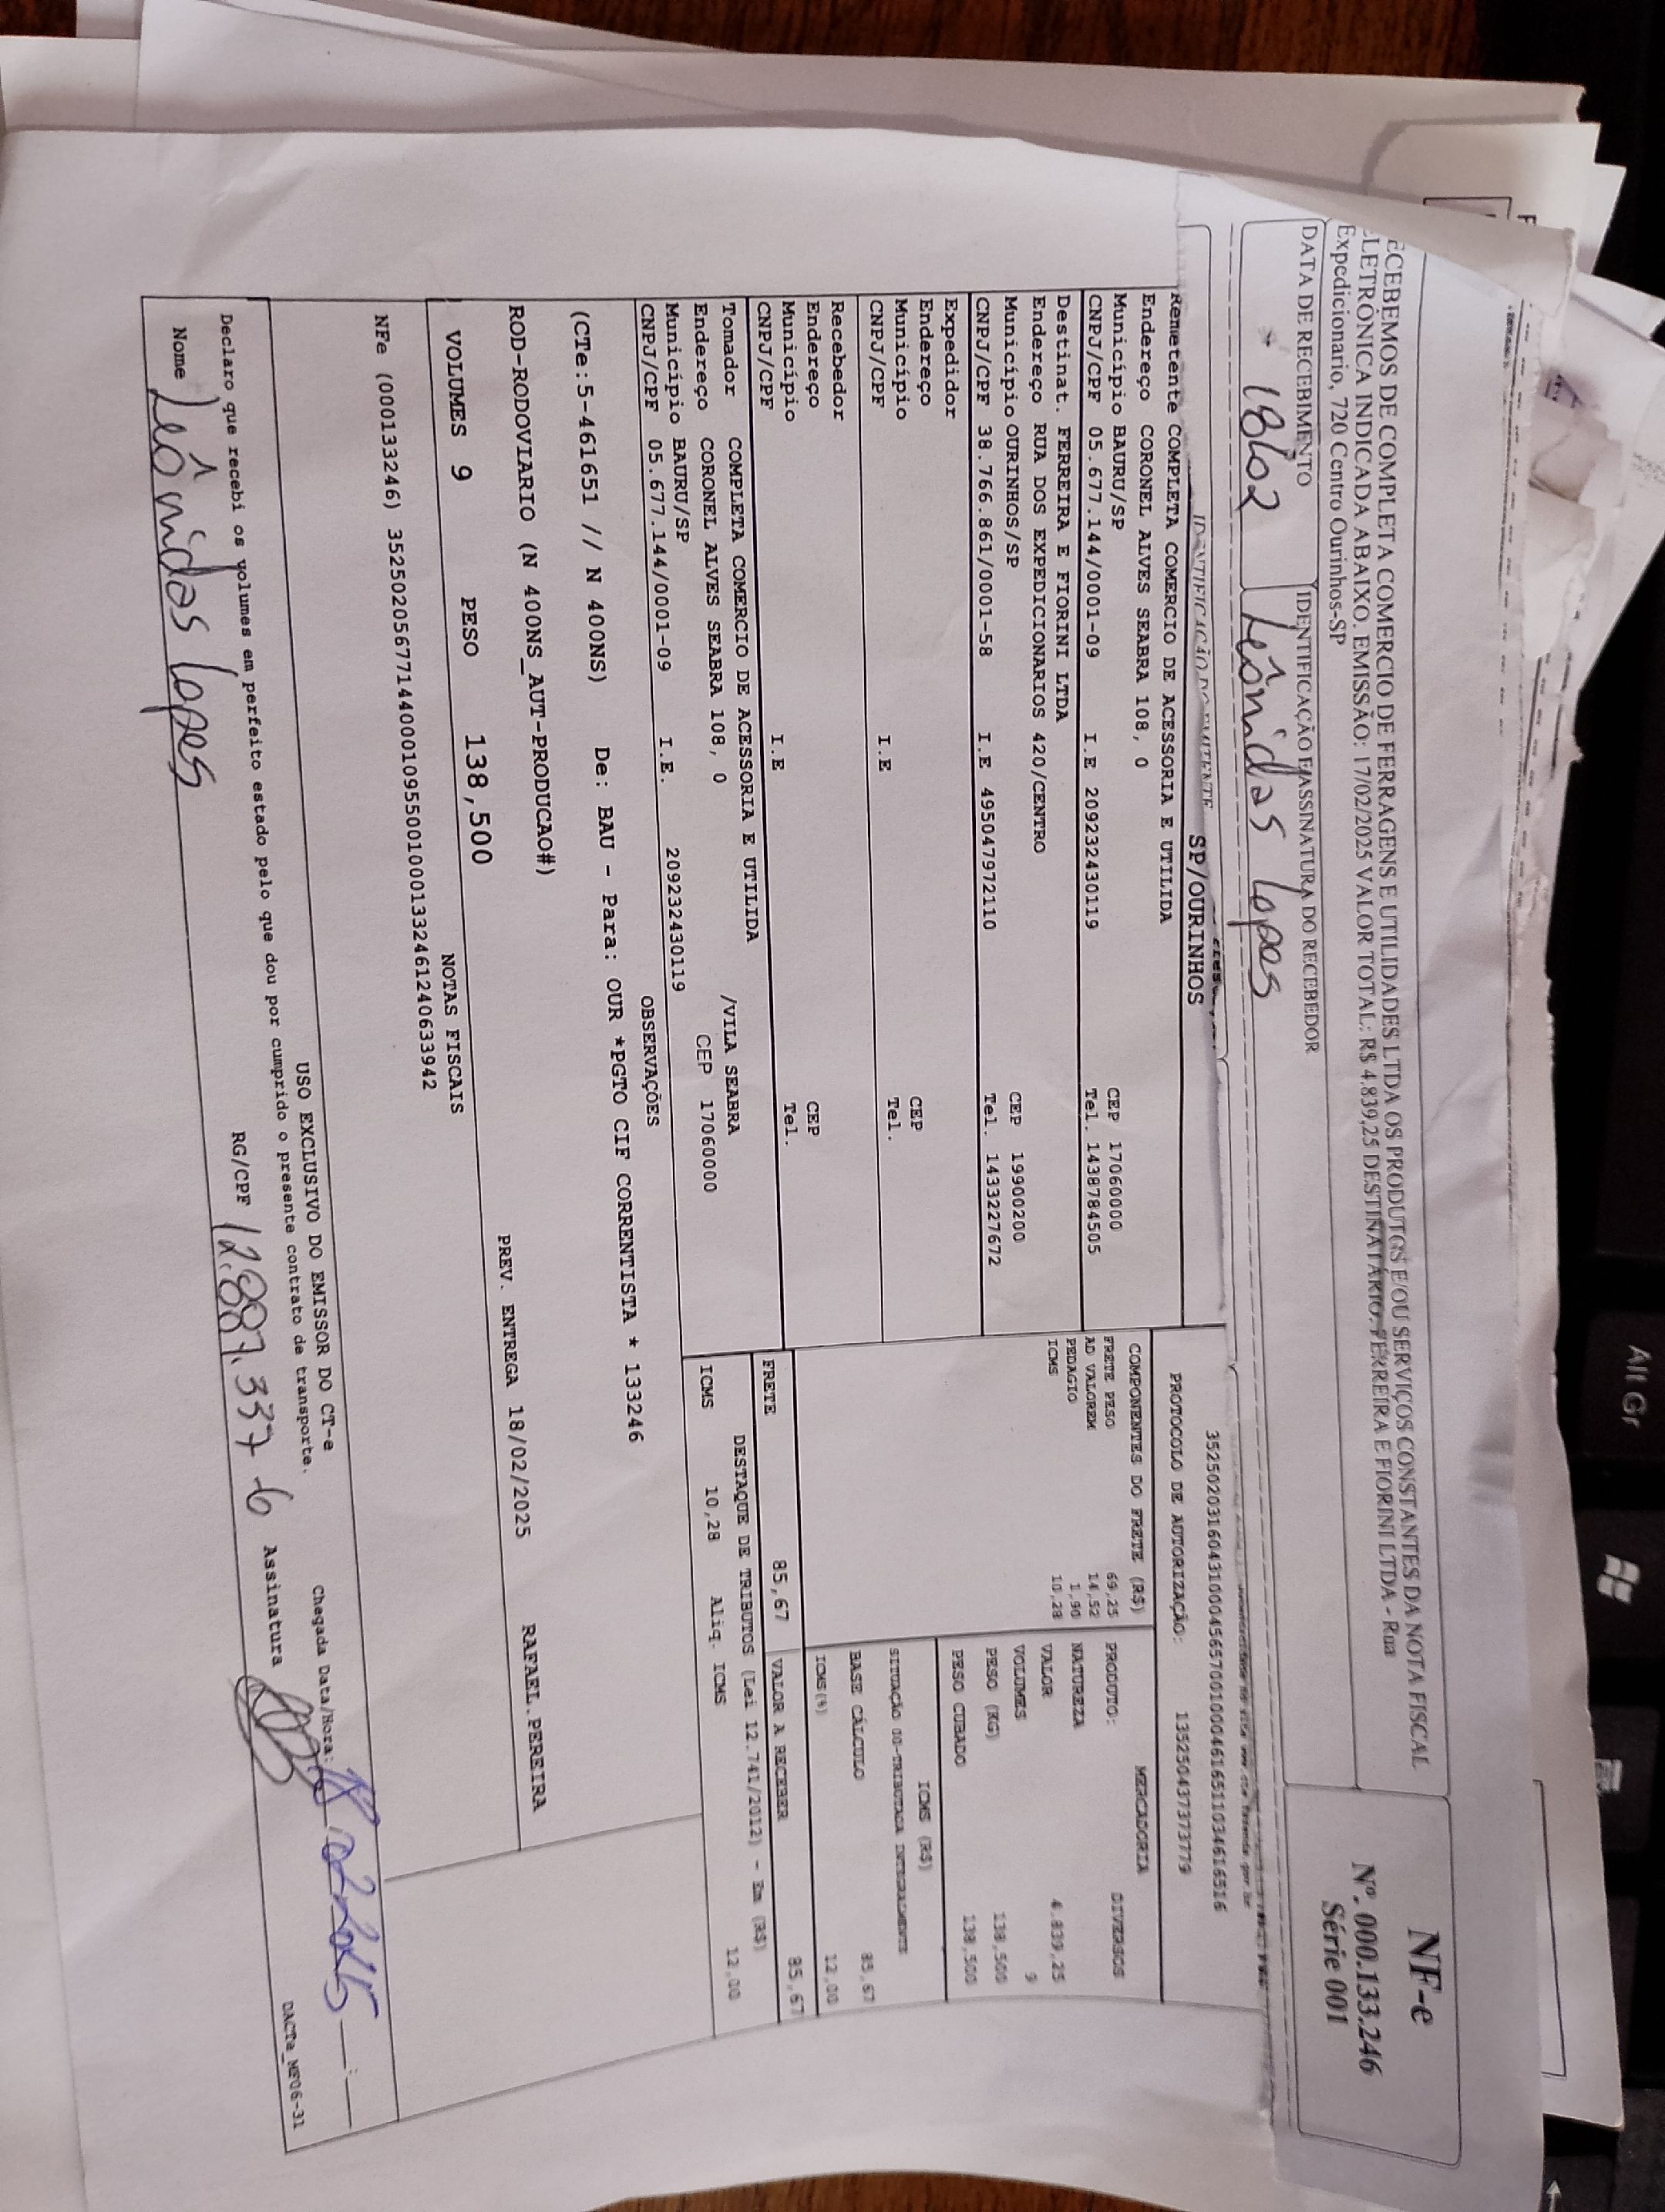 ECEBEMOS DE COMPLETA COMERCIO DE FERRAGENS E UTILIDADES LTDA OS PRODUTOS E/OU SERVIÇOS CONSTANTES DA NOTA FISCAL
LETRÔNICA INDICADA ABAIXO. EMISSÃO: 17/02/2025 VALOR TOTAL: R$ 4.839,25 DESTINATÁRIO: FERREIRA E FIORINI LTDA - Rua
Expedicionario, 720 Centro Ourinhos-SP
NF-e
Nº. 000.133.246
Série 001
DATA DE RECEBIMENTO
IDENTIFICAÇÃO E ASSINATURA DO RECEBEDOR
18/02
Leônidas Lopes
IDENTIFICAÇÃO DO EMITENTE
SP/OURINHOS
35250203160431000456570010004616511034616516
PROTOCOLO DE AUTORIZAÇÃO: 135250437373779
Remetente COMPLETA COMERCIO DE ACESSORIA E UTILIDA
Endereço CORONEL ALVES SEABRA 108, 0
Município BAURU/SP CEP 17060000
CNPJ/CPF 05.677.144/0001-09 I.E 209232430119 Tel. 1438784505
Destinat. FERREIRA E FIORINI LTDA
Endereço RUA DOS EXPEDICIONARIOS 420/CENTRO
Município OURINHOS/SP CEP 19900200
CNPJ/CPF 38.766.861/0001-58 I.E 495047972110 Tel. 1433227672
Expedidor
Endereço
Município CEP
CNPJ/CPF I.E Tel.
Recebedor
Endereço
Município CEP
CNPJ/CPF I.E Tel.
Tomador COMPLETA COMERCIO DE ACESSORIA E UTILIDA
Endereço CORONEL ALVES SEABRA 108, 0 /VILA SEABRA
Município BAURU/SP CEP 17060000
CNPJ/CPF 05.677.144/0001-09 I.E. 209232430119
COMPONENTES DO FRETE (R$)
FRETE PESO 69,25
AD VALOREM 14,52
PEDAGIO 1,90
ICMS 10,28
MERCADORIA
PRODUTO: DIVERSOS
NATUREZA
VALOR 4.839,25
VOLUMES 9
PESO (KG) 138,500
PESO CUBADO 138,500
ICMS (R$)
SITUAÇÃO 00-TRIBUTADA INTEGRALMENTE
BASE CÁLCULO 85,67
ICMS(%) 12,00
FRETE 85,67 VALOR A RECEBER 85,67
DESTAQUE DE TRIBUTOS (Lei 12.741/2012) - Em (R$)
ICMS 10,28 Aliq. ICMS 12,00
OBSERVAÇÕES
(CTe:5-461651 // N 400NS) De: BAU - Para: OUR *PGTO CIF CORRENTISTA * 133246
ROD-RODOVIARIO (N 400NS_AUT-PRODUCAO#)
PREV. ENTREGA 18/02/2025 RAFAEL.PEREIRA
VOLUMES 9 PESO 138,500
NOTAS FISCAIS
NFe (000133246) 35250205677144000109550010001332461240633942
USO EXCLUSIVO DO EMISSOR DO CT-e
Declaro que recebi os volumes em perfeito estado pelo que dou por cumprido o presente contrato de transporte.
Chegada Data/Hora: 18 02 2025 __:__
Nome Leônidas Lopes RG/CPF 12.887.337-6 Assinatura
DACTe_MP06-31
All Gr